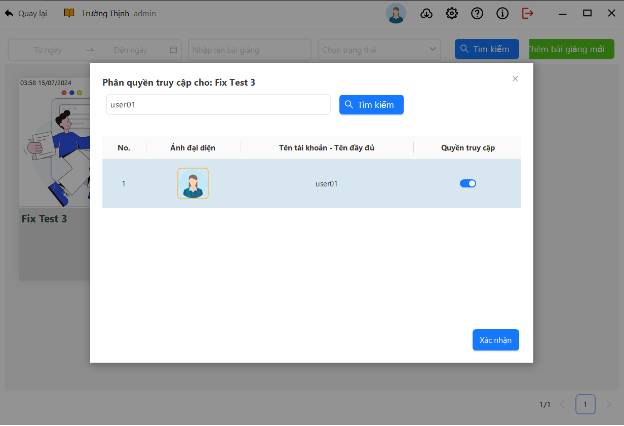 Quay lại Trường Thịnh admin
Từ ngày Đến ngày Nhập tên bài giảng Chọn trạng thái Tìm kiếm Thêm bài giảng mới
03:58 15/07/2024
Fix Test 3
Phân quyền truy cập cho: Fix Test 3
user01 Tìm kiếm
No. Ảnh đại diện Tên tài khoản - Tên đầy đủ Quyền truy cập
1 user01
Xác nhận
1/1 1